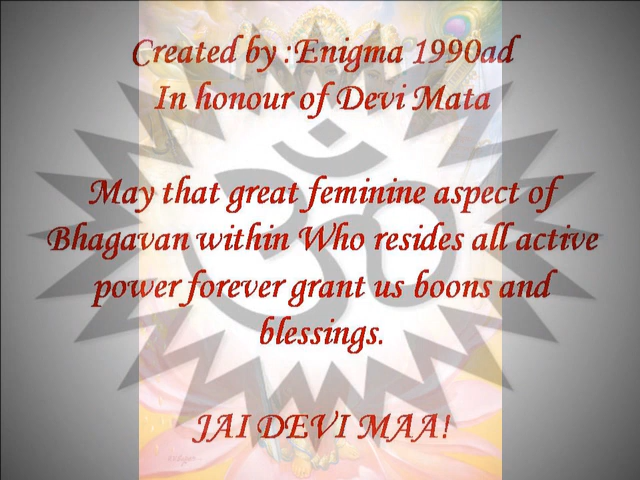 Created by :Enigma 1990ad
In honour of Devi Mata
May that great feminine aspect of
Bhagavan within Who resides all active
power forever grant us boons and
blessings.
JAI DEVI MAA!